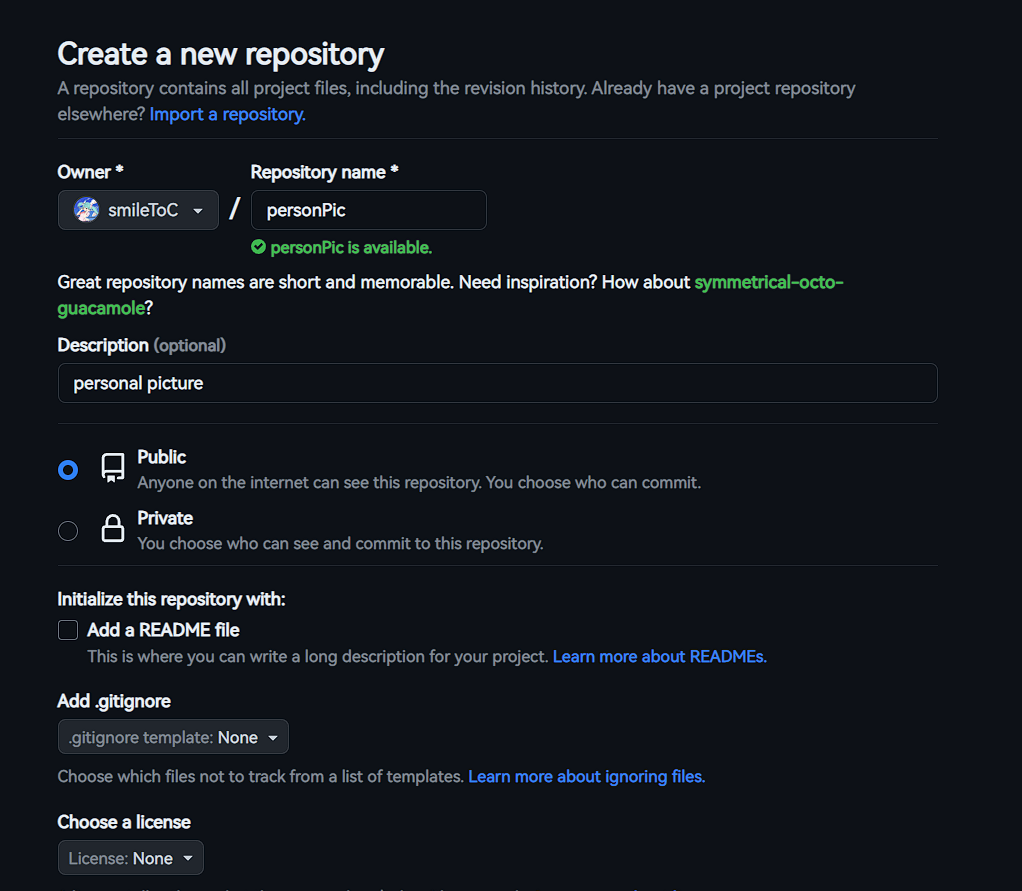 Create a new repository
A repository contains all project files, including the revision history. Already have a project repository
elsewhere? Import a repository.
Owner * Repository name *
smileToC / personPic
personPic is available.
Great repository names are short and memorable. Need inspiration? How about symmetrical-octo-
guacamole?
Description (optional)
personal picture
Public
Anyone on the internet can see this repository. You choose who can commit.
Private
You choose who can see and commit to this repository.
Initialize this repository with:
Add a README file
This is where you can write a long description for your project. Learn more about READMEs.
Add .gitignore
.gitignore template: None
Choose which files not to track from a list of templates. Learn more about ignoring files.
Choose a license
License: None